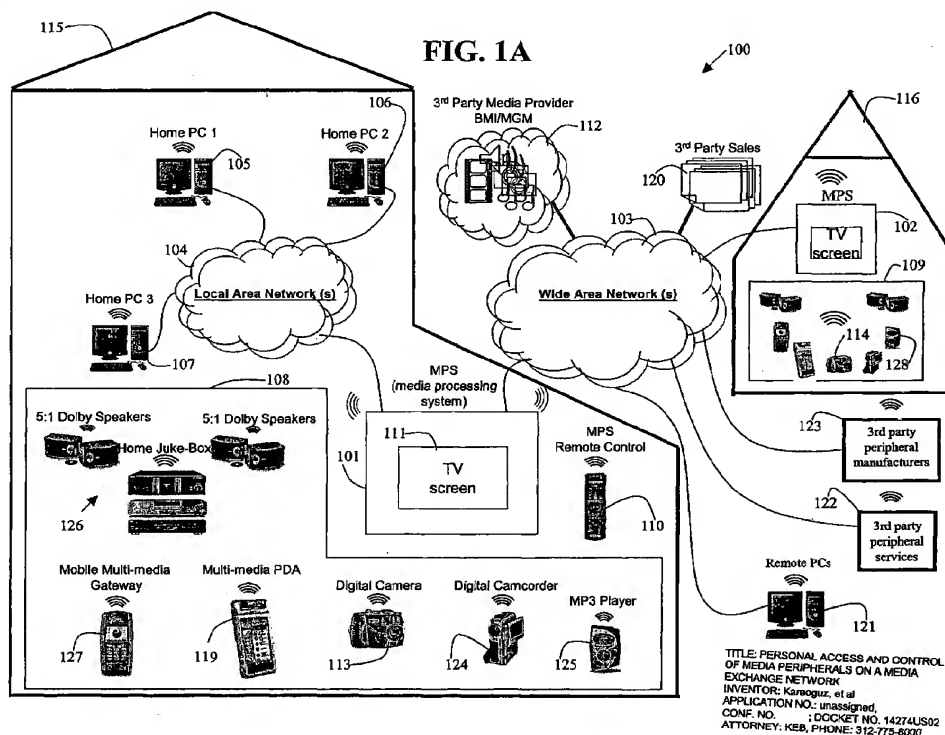 FIG. 1A
115
100
116
106
3rd Party Media Provider
BMI/MGM
112
Home PC 1
Home PC 2
105
3rd Party Sales
120
MPS
102
TV
screen
103
104
Local Area Network (s)
Wide Area Network (s)
109
114
128
Home PC 3
107
108
MPS
(media processing
system)
5:1 Dolby Speakers
5:1 Dolby Speakers
Home Juke-Box
111
TV
screen
101
MPS
Remote Control
110
123
3rd party
peripheral
manufacturers
126
122
3rd party
peripheral
services
Mobile Multi-media
Gateway
Multi-media PDA
Digital Camera
Digital Camcorder
MP3 Player
Remote PCs
127
119
113
124
125
121
TITLE: PERSONAL ACCESS AND CONTROL
OF MEDIA PERIPHERALS ON A MEDIA
EXCHANGE NETWORK
INVENTOR: Karaoguz, et al
APPLICATION NO.: unassigned,
CONF. NO. ; DOCKET NO. 14274US02
ATTORNEY: KEB, PHONE: 312-775-8000